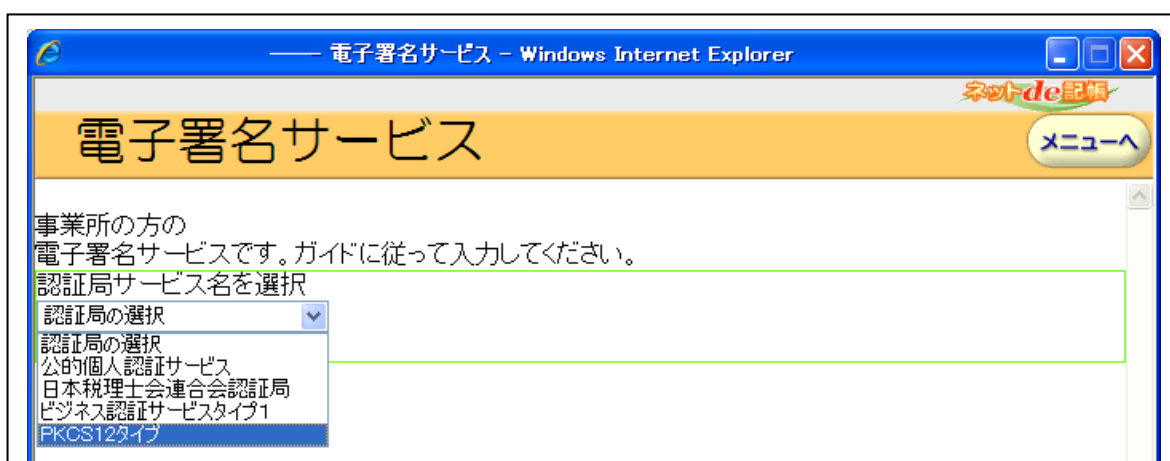 —— 電子署名サービス - Windows Internet Explorer
ネットde記帳
電子署名サービス
メニューへ
事業所の方の
電子署名サービスです。ガイドに従って入力してください。
認証局サービス名を選択
認証局の選択
認証局の選択
公的個人認証サービス
日本税理士会連合会認証局
ビジネス認証サービスタイプ1
PKCS12タイプ